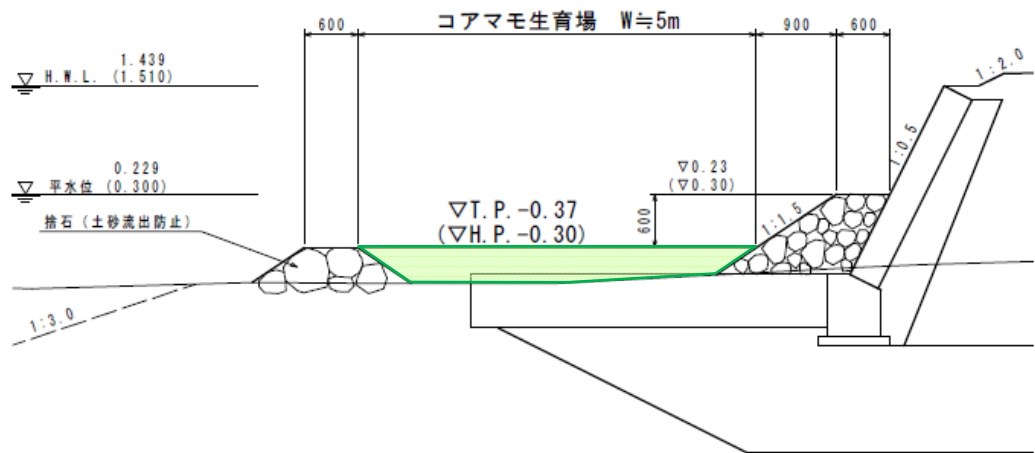 600
コアマモ生育場 W≒5m
900
600
1:2.0
1.439
▽ H.W.L. (1.510)
1:0.5
0.229
▽ 平水位 (0.300)
▽0.23
(▽0.30)
捨石（土砂流出防止）
▽T.P.-0.37
(▽H.P.-0.30)
600
1:1.5
1:3.0